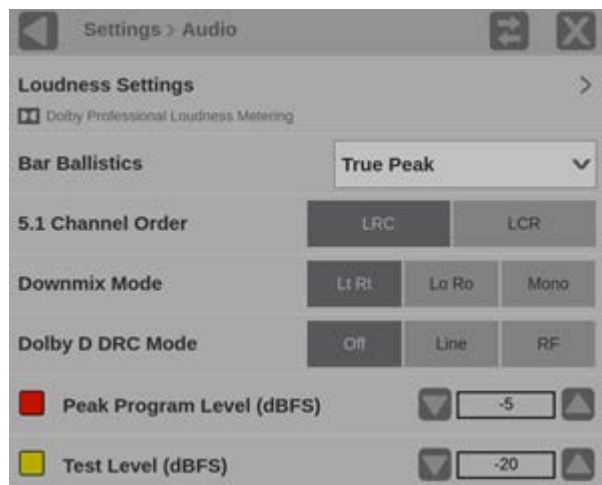 Settings > Audio
Loudness Settings >
Dolby Professional Loudness Metering
Bar Ballistics True Peak
5.1 Channel Order LRC LCR
Downmix Mode Lt Rt Lo Ro Mono
Dolby D DRC Mode Off Line RF
Peak Program Level (dBFS) -5
Test Level (dBFS) -20